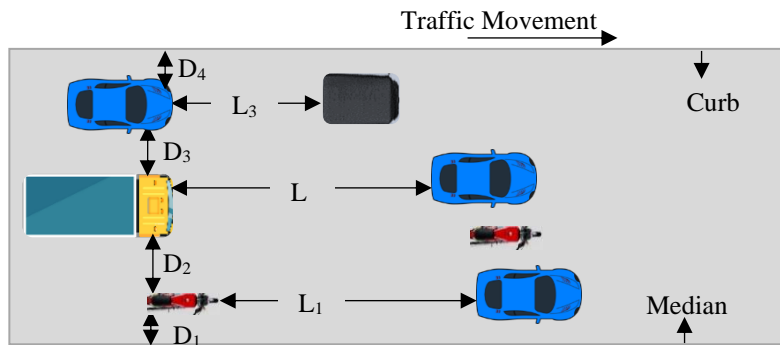 Traffic Movement
D4
L3
Curb
D3
L
D2
L1
Median
D1